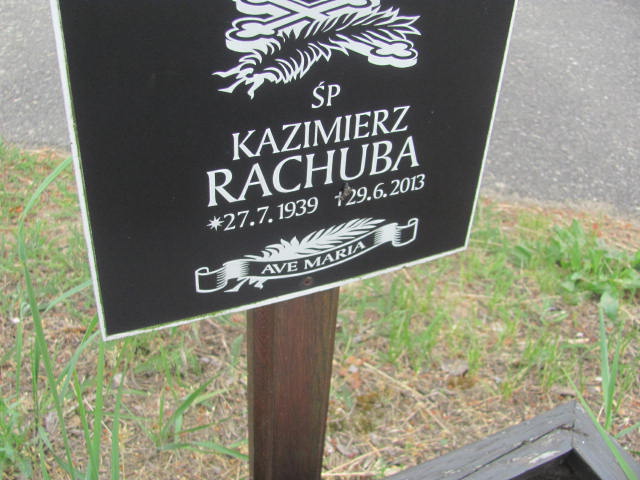 ŚP
KAZIMIERZ
RACHUBA
*27.7.1939 †29.6.2013
AVE MARIA